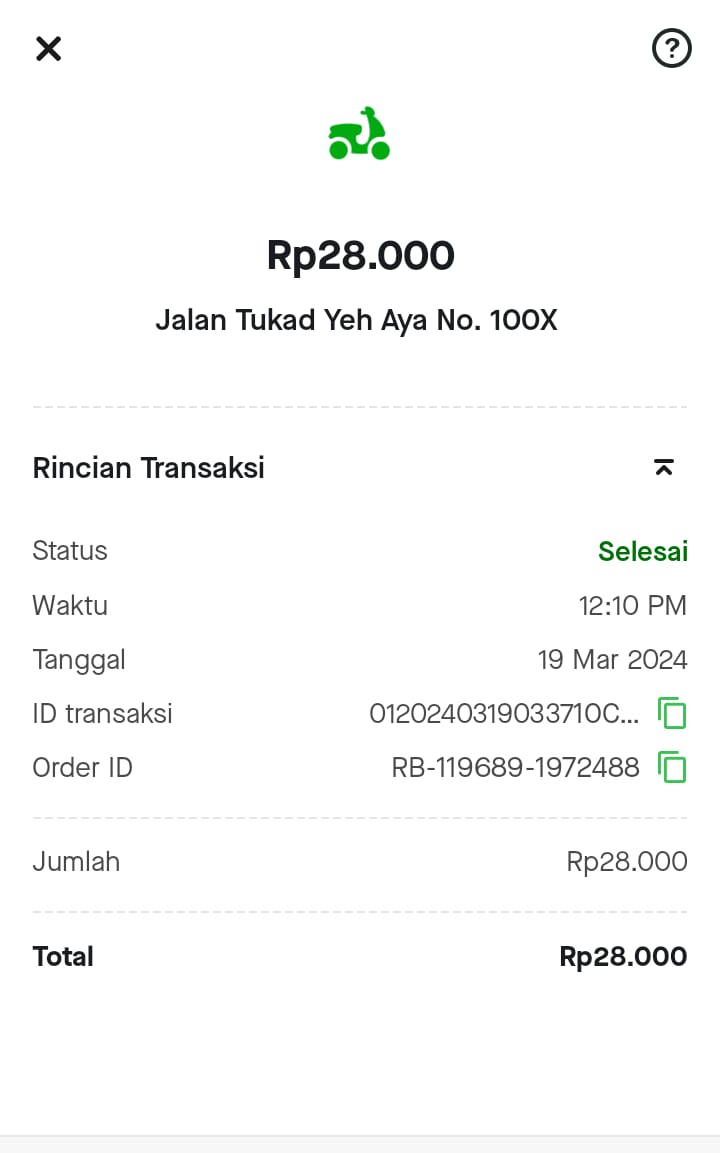 ?
Rp28.000
Jalan Tukad Yeh Aya No. 100X
Rincian Transaksi
Status Selesai
Waktu 12:10 PM
Tanggal 19 Mar 2024
ID transaksi 0120240319033710C...
Order ID RB-119689-1972488
Jumlah Rp28.000
Total Rp28.000